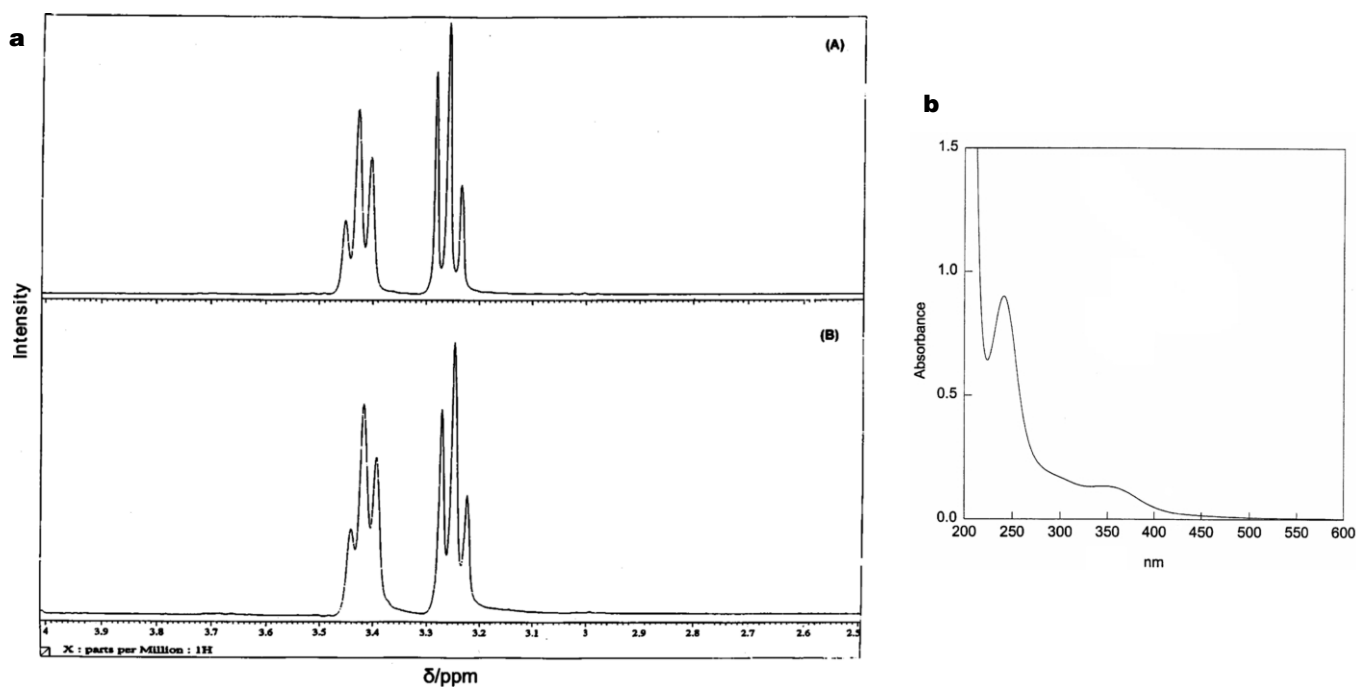 a
(A)
(B)
Intensity
4 3.9 3.8 3.7 3.6 3.5 3.4 3.3 3.2 3.1 3 2.9 2.8 2.7 2.6 2.5
X : parts per Million : 1H
δ/ppm
b
1.5
1.0
0.5
0.0
Absorbance
200 250 300 350 400 450 500 550 600
nm